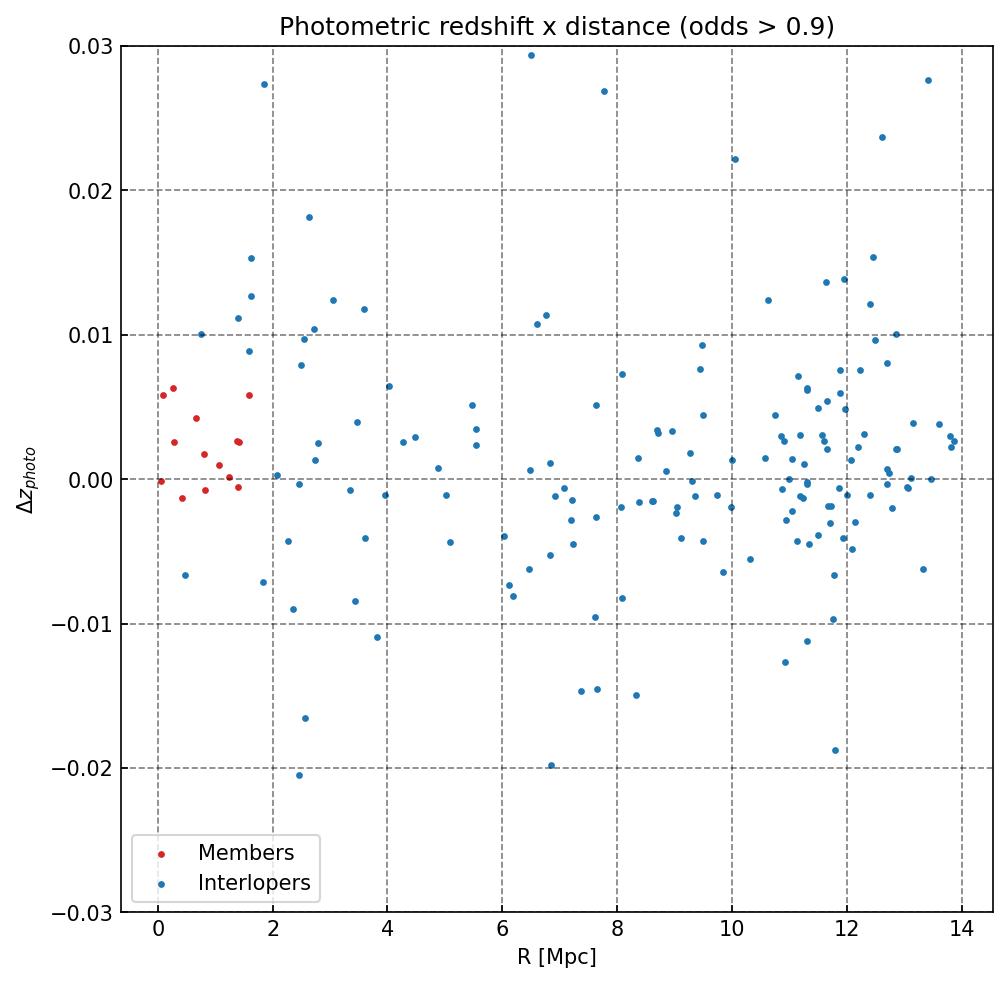 Photometric redshift x distance (odds > 0.9)
0.03
0.02
0.01
0.00
−0.01
−0.02
−0.03
Δz_photo
Members
Interlopers
0 2 4 6 8 10 12 14
R [Mpc]